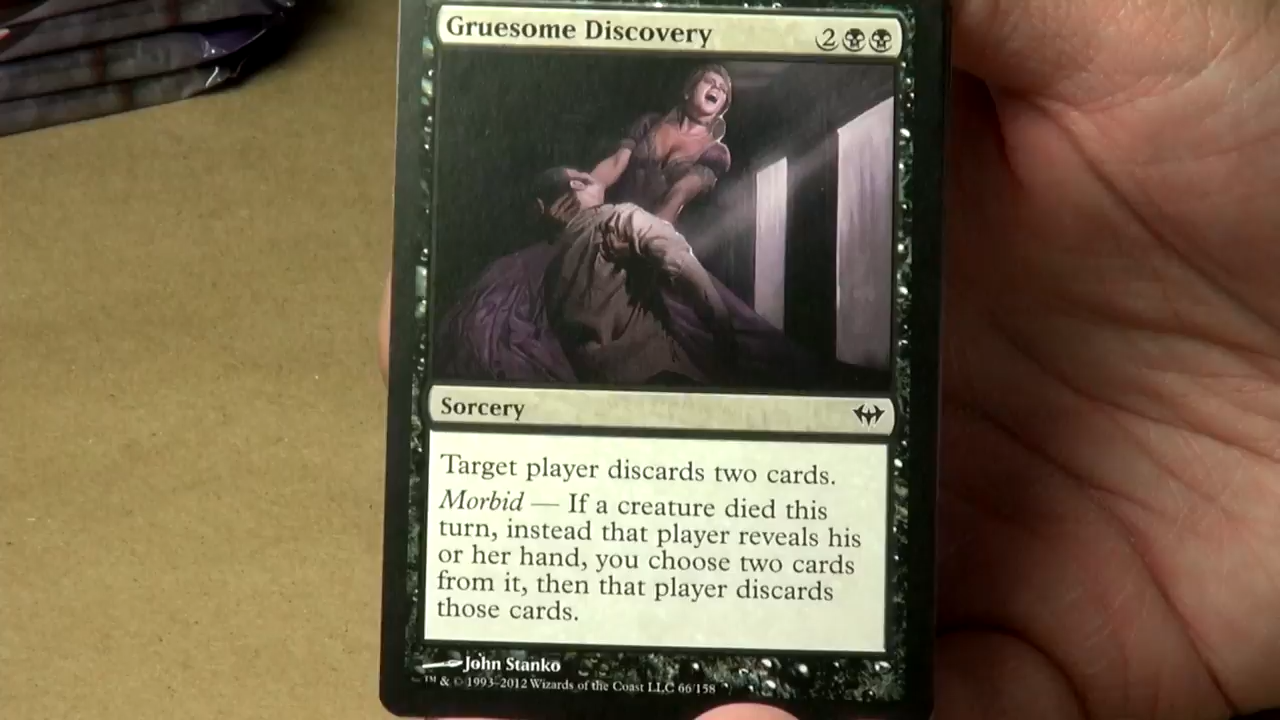 Gruesome Discovery 2
Sorcery
Target player discards two cards.
Morbid — If a creature died this
turn, instead that player reveals his
or her hand, you choose two cards
from it, then that player discards
those cards.
John Stanko
™ & © 1993-2012 Wizards of the Coast LLC 66/158